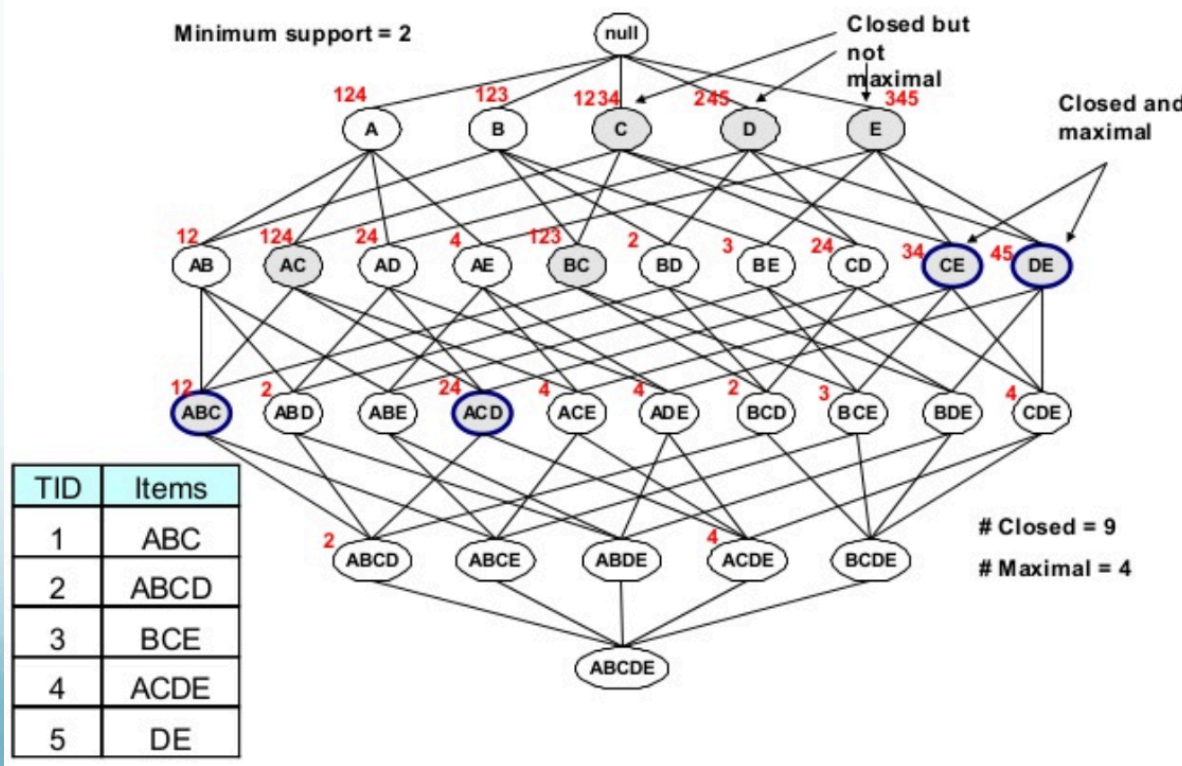 Minimum support = 2
null
Closed but
not
maximal
Closed and
maximal
124 123 1234 245 345
A B C D E
12 124 24 4 123 2 3 24 34 45
AB AC AD AE BC BD BE CD CE DE
12 2 24 4 4 2 3 4
ABC ABD ABE ACD ACE ADE BCD BCE BDE CDE
2 4
ABCD ABCE ABDE ACDE BCDE
ABCDE
# Closed = 9
# Maximal = 4
TID Items
1 ABC
2 ABCD
3 BCE
4 ACDE
5 DE